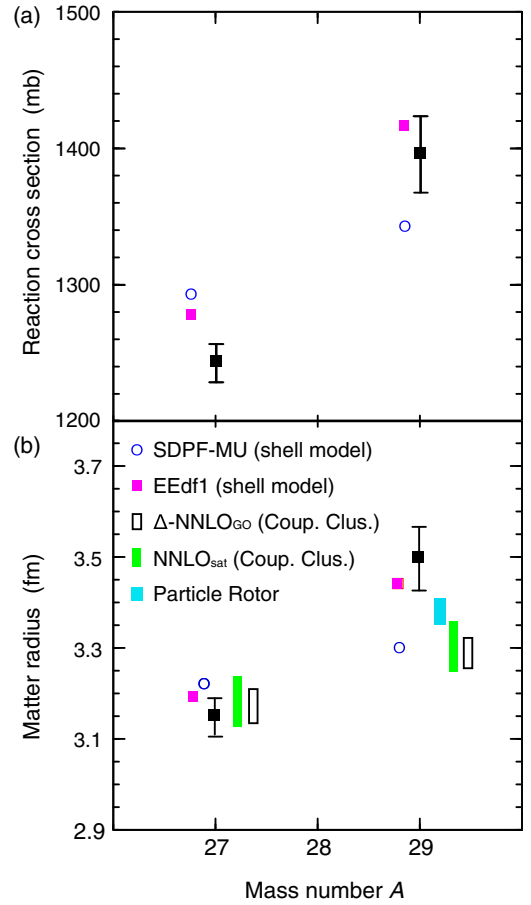 (a)
1500
1400
1300
1200
Reaction cross section (mb)
(b)
3.7
3.5
3.3
3.1
2.9
Matter radius (fm)
SDPF-MU (shell model)
EEdf1 (shell model)
Δ-NNLOGO (Coup. Clus.)
NNLOsat (Coup. Clus.)
Particle Rotor
27 28 29
Mass number A